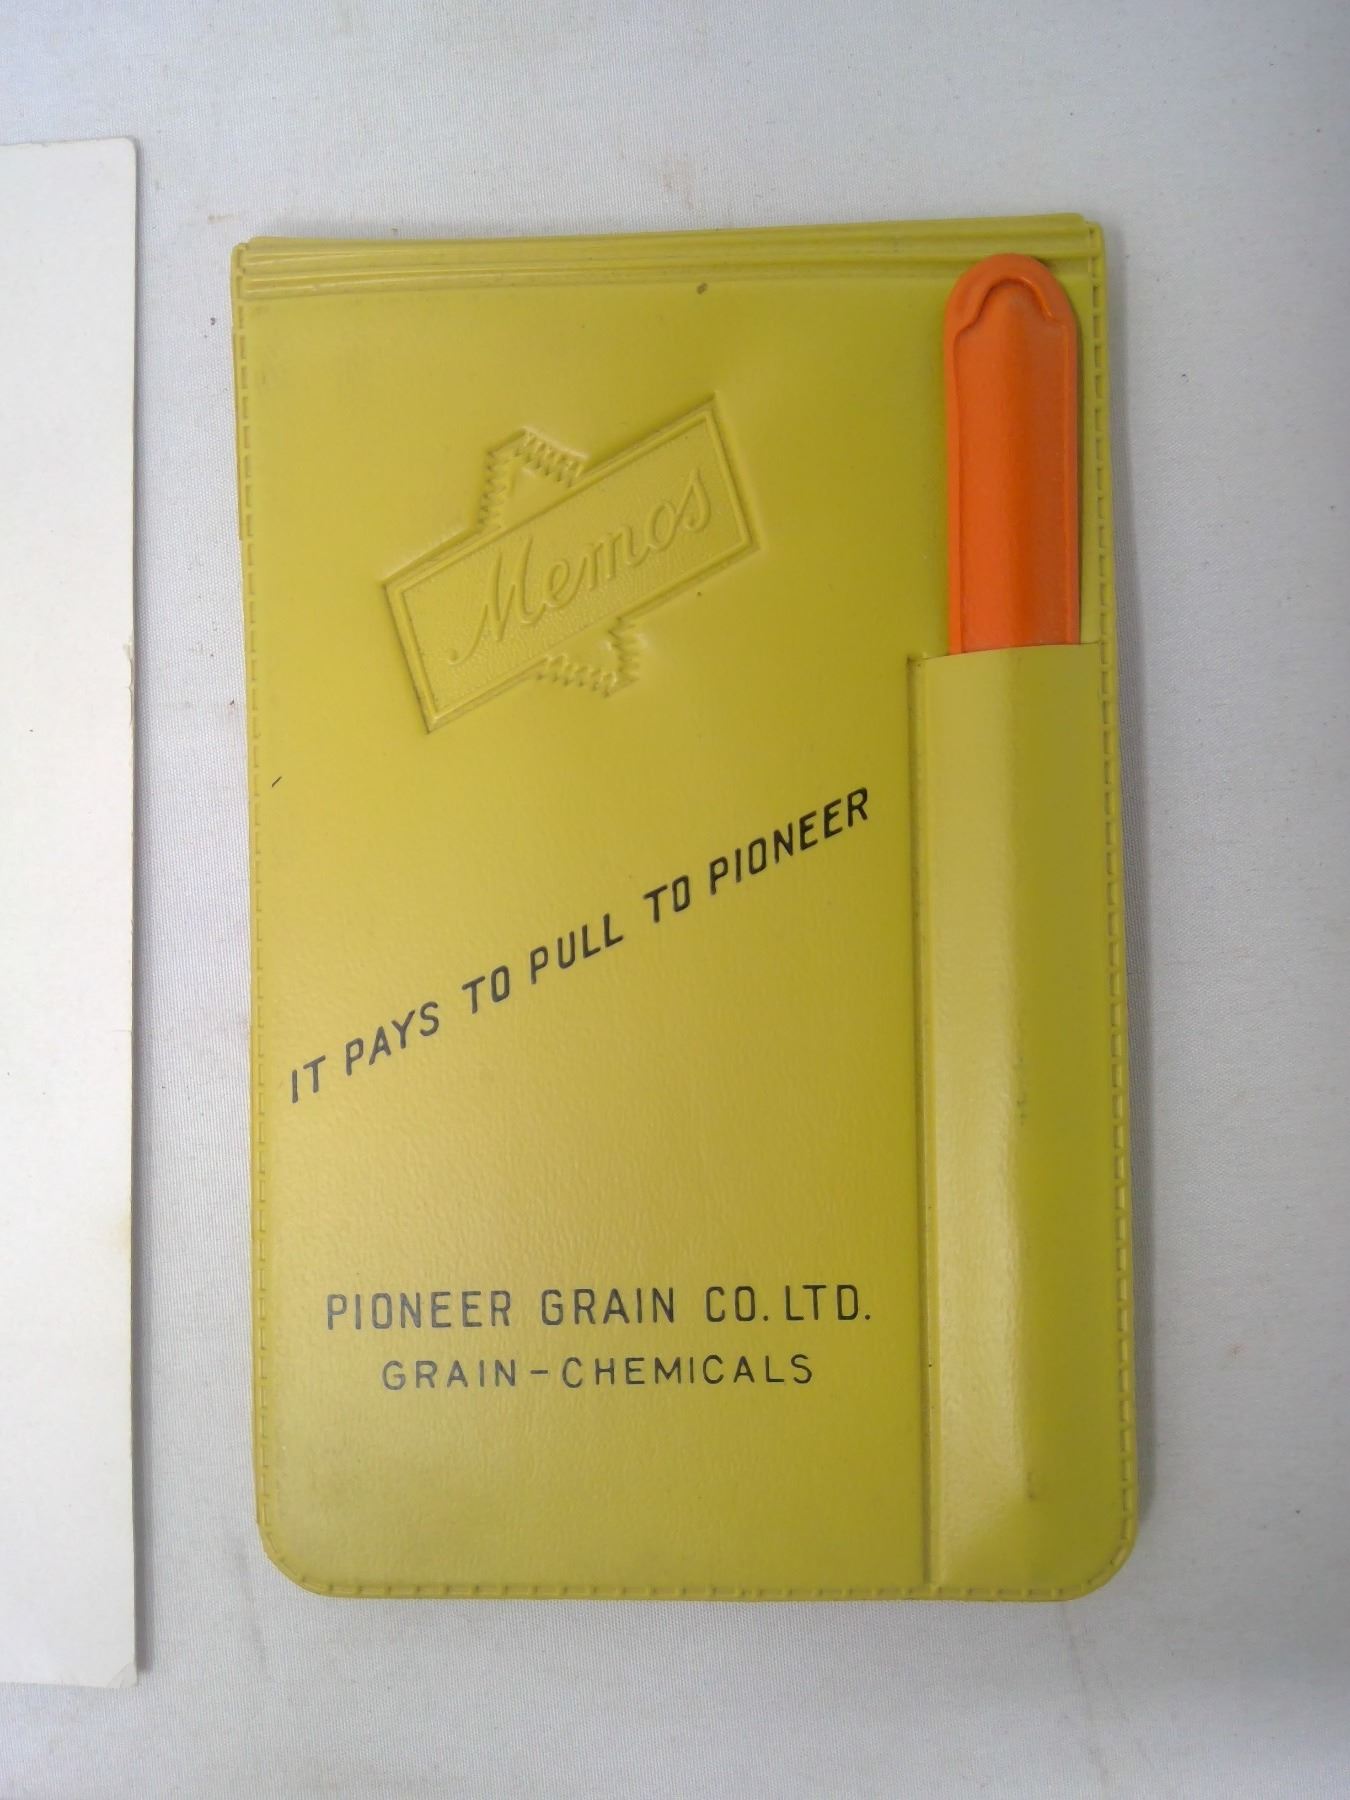 Memos
IT PAYS TO PULL TO PIONEER
PIONEER GRAIN CO. LTD.
GRAIN-CHEMICALS